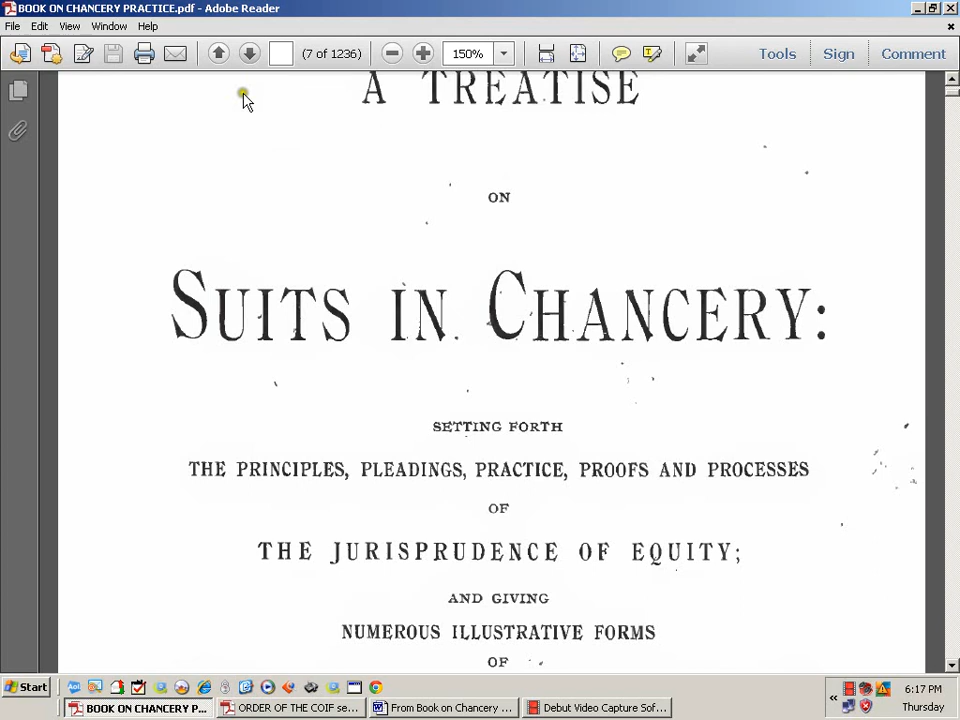 BOOK ON CHANCERY PRACTICE.pdf - Adobe Reader
File Edit View Window Help
(7 of 1236) 150% Tools Sign Comment
A TREATISE
ON
SUITS IN CHANCERY:
SETTING FORTH
THE PRINCIPLES, PLEADINGS, PRACTICE, PROOFS AND PROCESSES
OF
THE JURISPRUDENCE OF EQUITY;
AND GIVING
NUMEROUS ILLUSTRATIVE FORMS
OF
Start
6:17 PM
Thursday
BOOK ON CHANCERY P... ORDER OF THE COIF se... From Book on Chancery ... Debut Video Capture Sof...